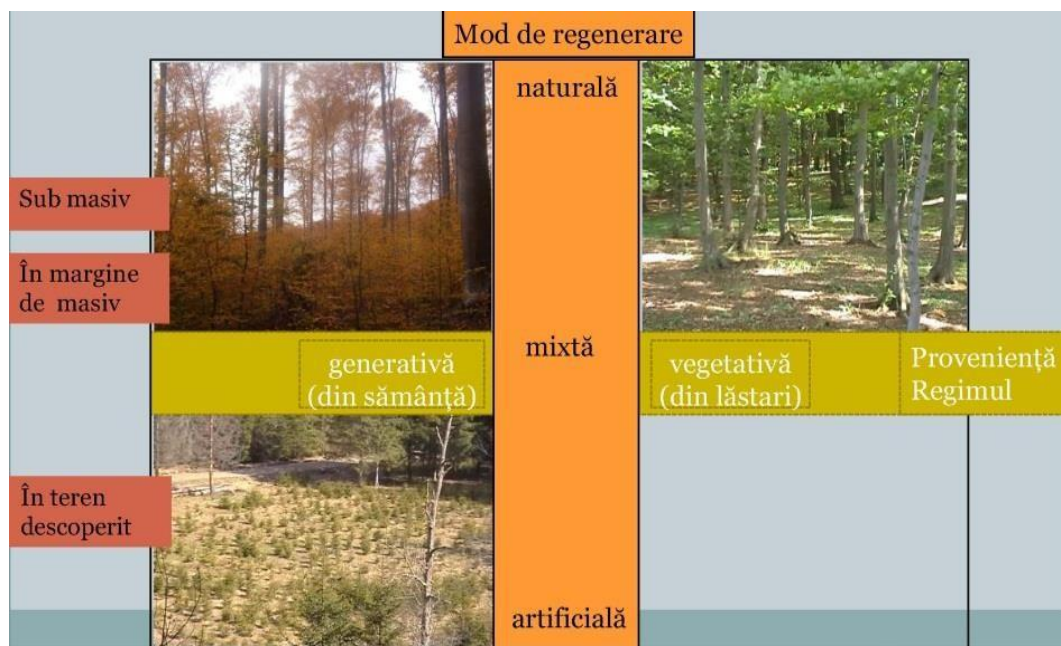 Mod de regenerare
naturală
Sub masiv
În margine
de masiv
mixtă
generativă
(din sămânță)
vegetativă
(din lăstari)
Proveniență
Regimul
În teren
descoperit
artificială